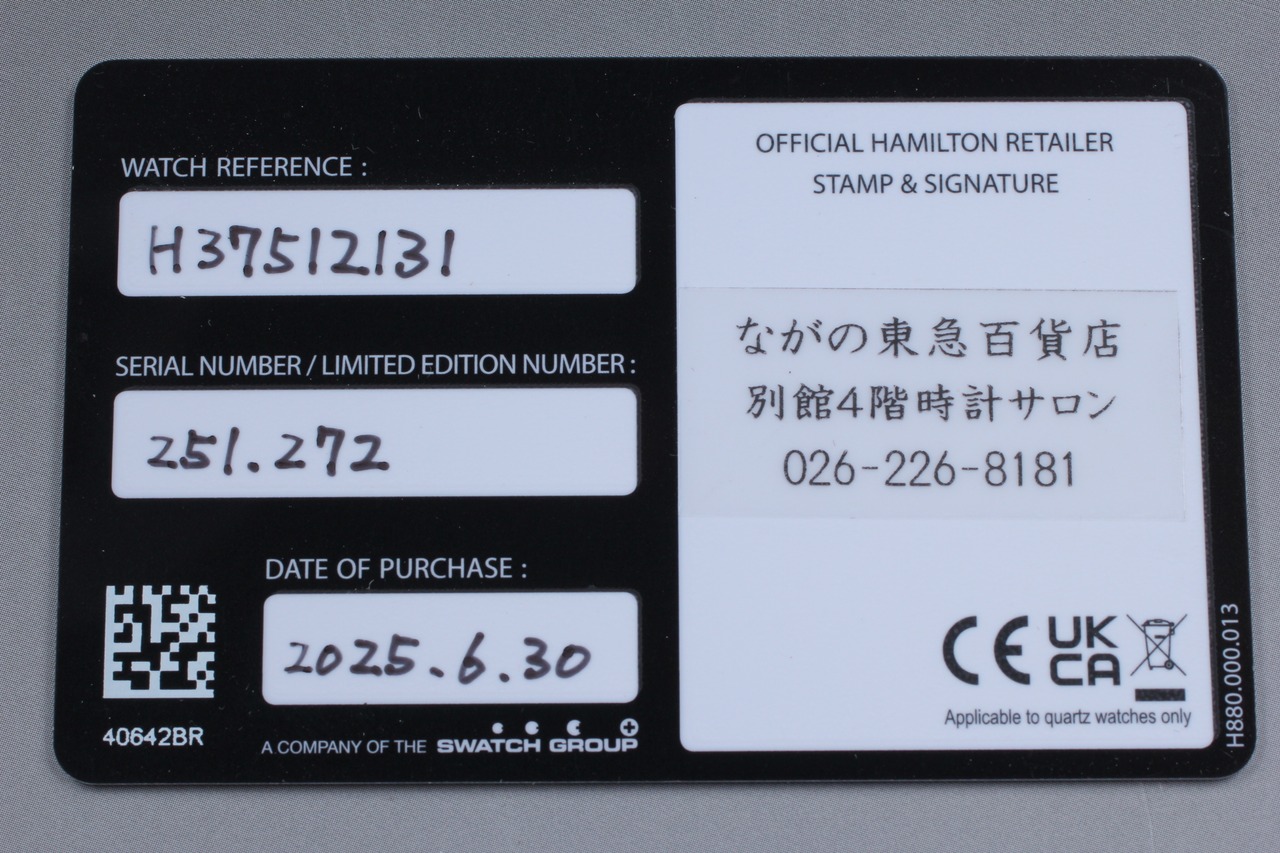 WATCH REFERENCE :
H37512131
SERIAL NUMBER / LIMITED EDITION NUMBER :
251.272
DATE OF PURCHASE :
2025.6.30
40642BR
A COMPANY OF THE SWATCH GROUP
OFFICIAL HAMILTON RETAILER
STAMP & SIGNATURE
ながの東急百貨店
別館4階時計サロン
026-226-8181
CE UK CA
Applicable to quartz watches only
H880.000.013